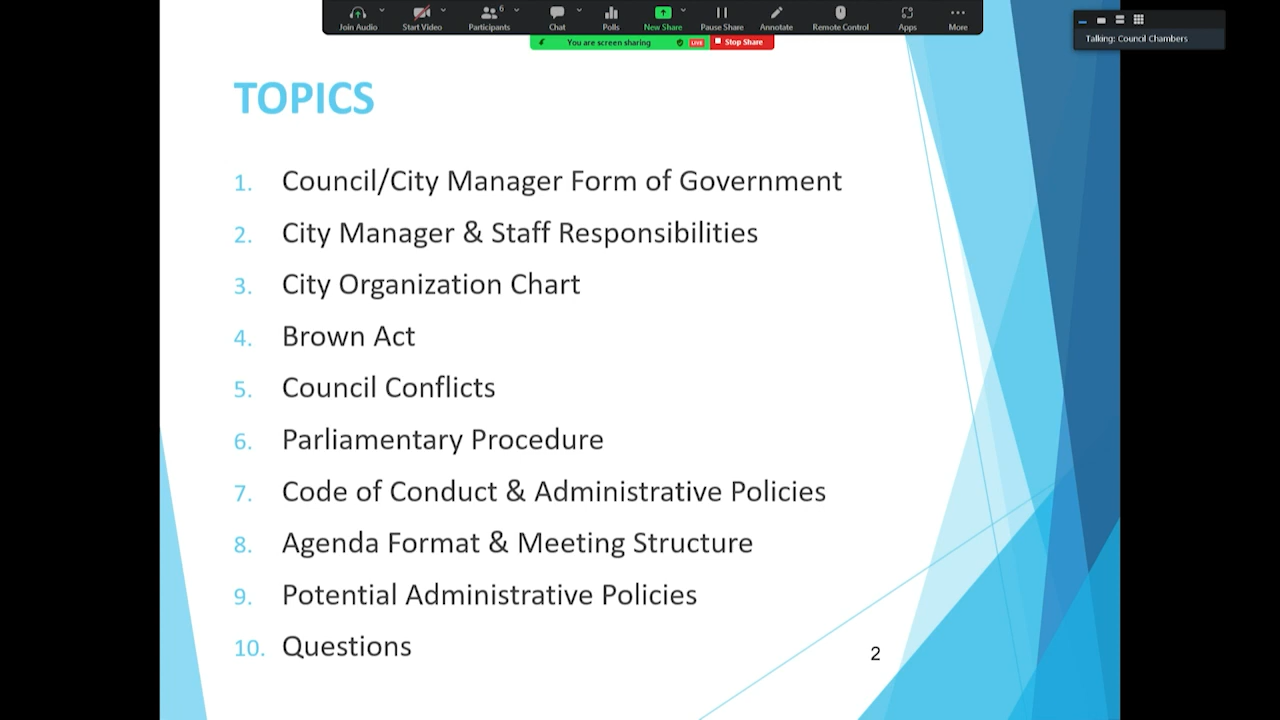 6
Join Audio Start Video Participants Chat Polls New Share Pause Share Annotate Remote Control Apps More
You are screen sharing LIVE Stop Share
Talking: Council Chambers
TOPICS
1. Council/City Manager Form of Government
2. City Manager & Staff Responsibilities
3. City Organization Chart
4. Brown Act
5. Council Conflicts
6. Parliamentary Procedure
7. Code of Conduct & Administrative Policies
8. Agenda Format & Meeting Structure
9. Potential Administrative Policies
10. Questions
2